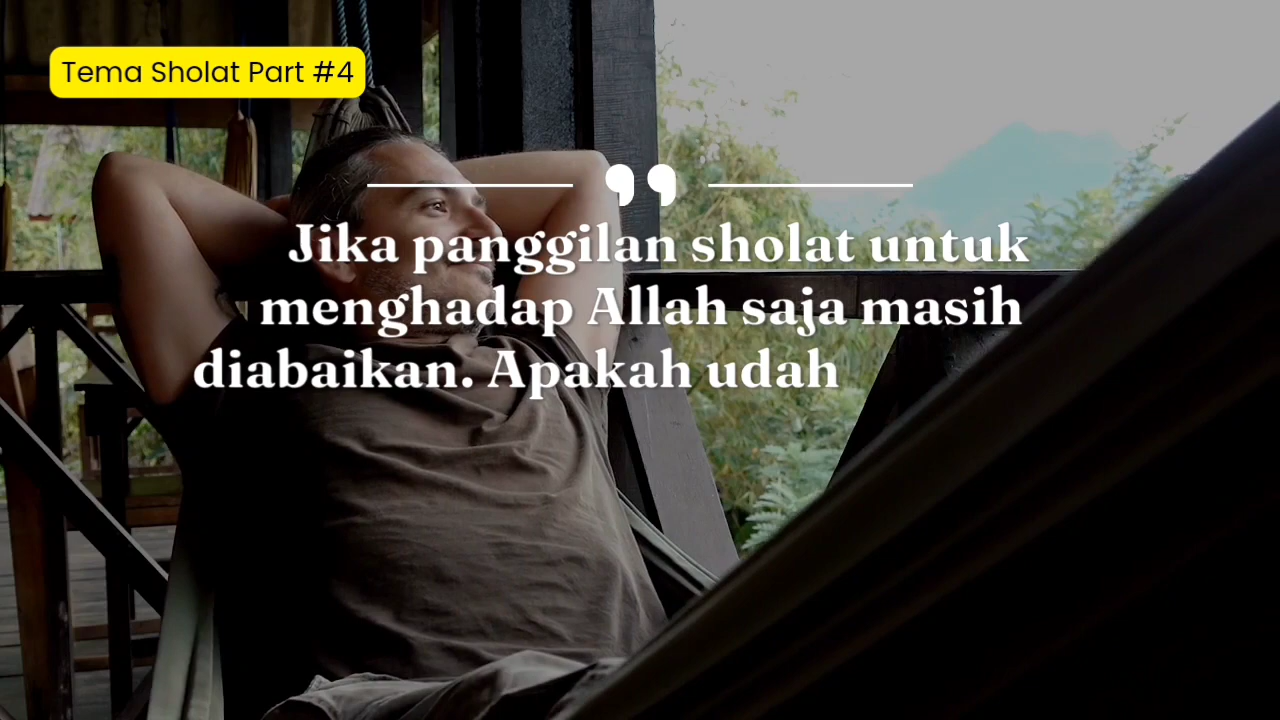 Tema Sholat Part #4
Jika panggilan sholat untuk
menghadap Allah saja masih
diabaikan. Apakah udah